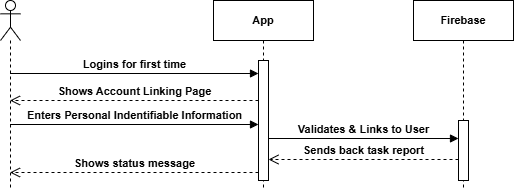 App
Firebase
Logins for first time
Shows Account Linking Page
Enters Personal Indentifiable Information
Validates & Links to User
Sends back task report
Shows status message